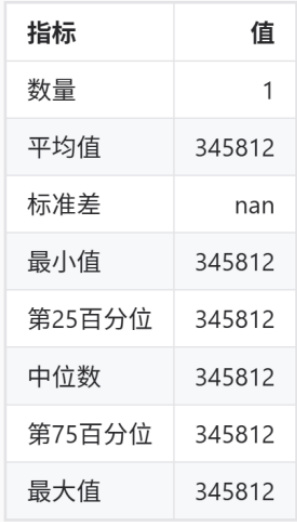 指标 值
数量 1
平均值 345812
标准差 nan
最小值 345812
第25百分位 345812
中位数 345812
第75百分位 345812
最大值 345812